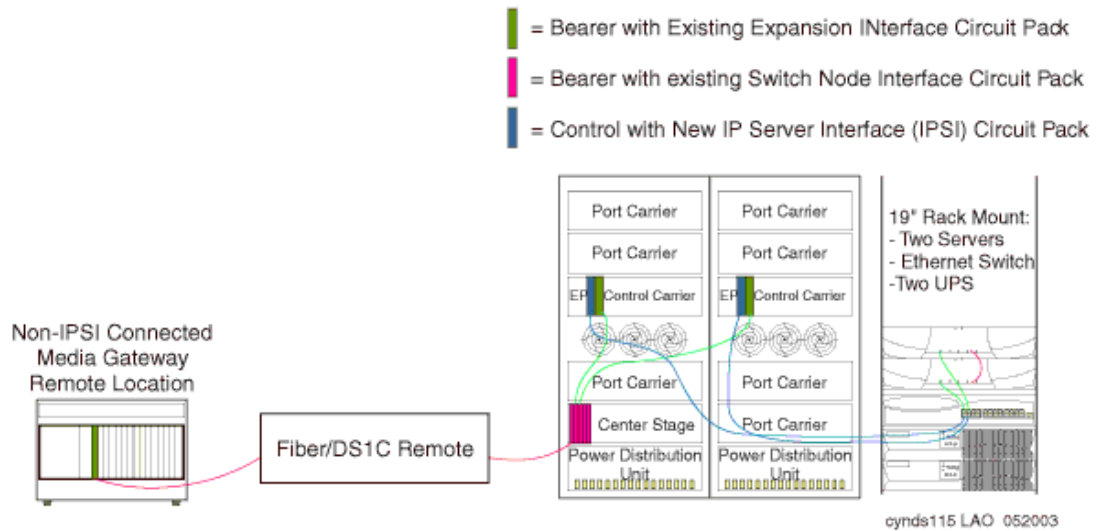 = Bearer with Existing Expansion INterface Circuit Pack
= Bearer with existing Switch Node Interface Circuit Pack
= Control with New IP Server Interface (IPSI) Circuit Pack
Port Carrier
Port Carrier
19" Rack Mount:
- Two Servers
- Ethernet Switch
-Two UPS
Port Carrier
Port Carrier
EP Control Carrier
EP Control Carrier
Non-IPSI Connected
Media Gateway
Remote Location
Port Carrier
Port Carrier
Fiber/DS1C Remote
Center Stage
Port Carrier
Power Distribution
Unit
Power Distribution
Unit
cynds115 LAO 052003